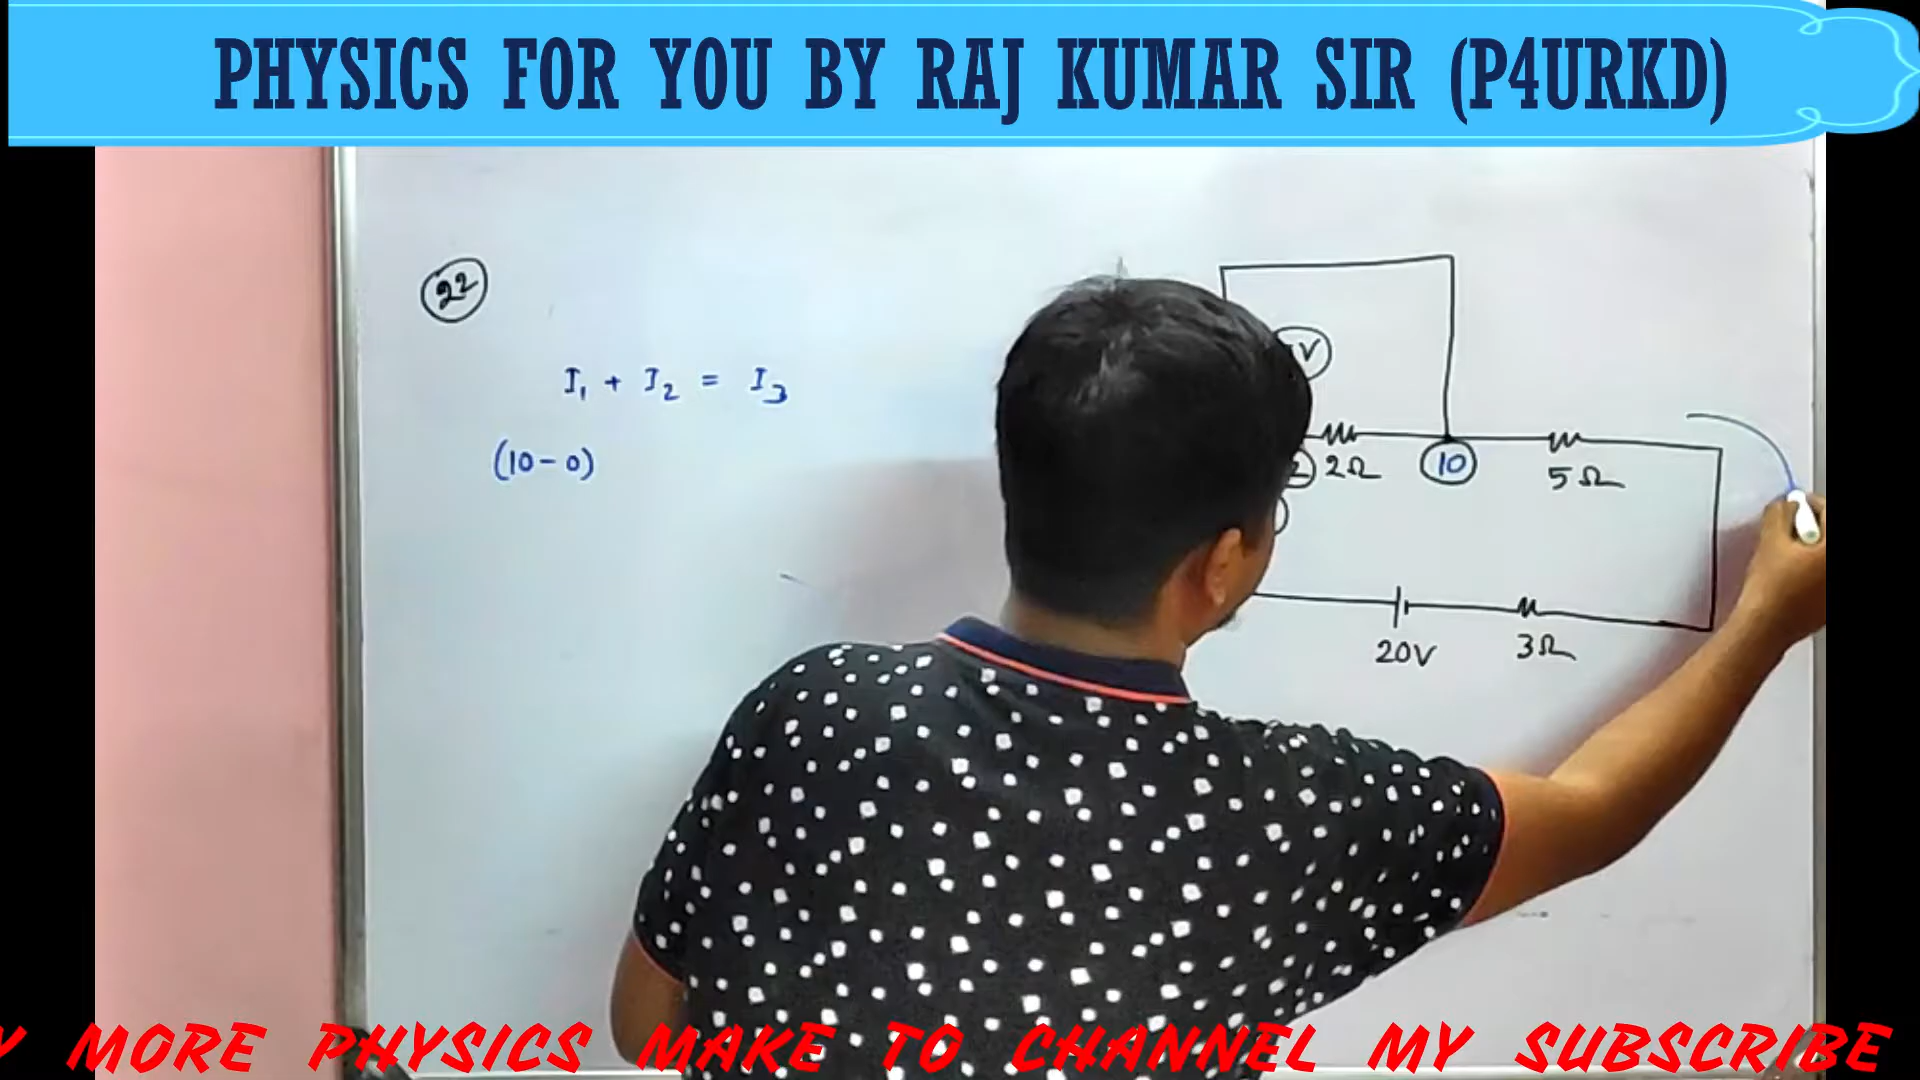 PHYSICS FOR YOU BY RAJ KUMAR SIR (P4URKD)
22
I₁ + I₂ = I₃
(10-0)
V
2Ω
10
5Ω
20V
3Ω
MORE PHYSICS MAKE TO CHANNEL MY SUBSCRIBE